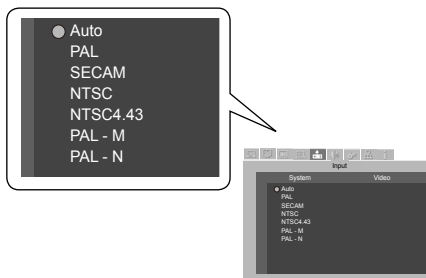 Auto
PAL
SECAM
NTSC
NTSC4.43
PAL - M
PAL - N
Input
System Video
Auto
PAL
SECAM
NTSC
NTSC4.43
PAL - M
PAL - N